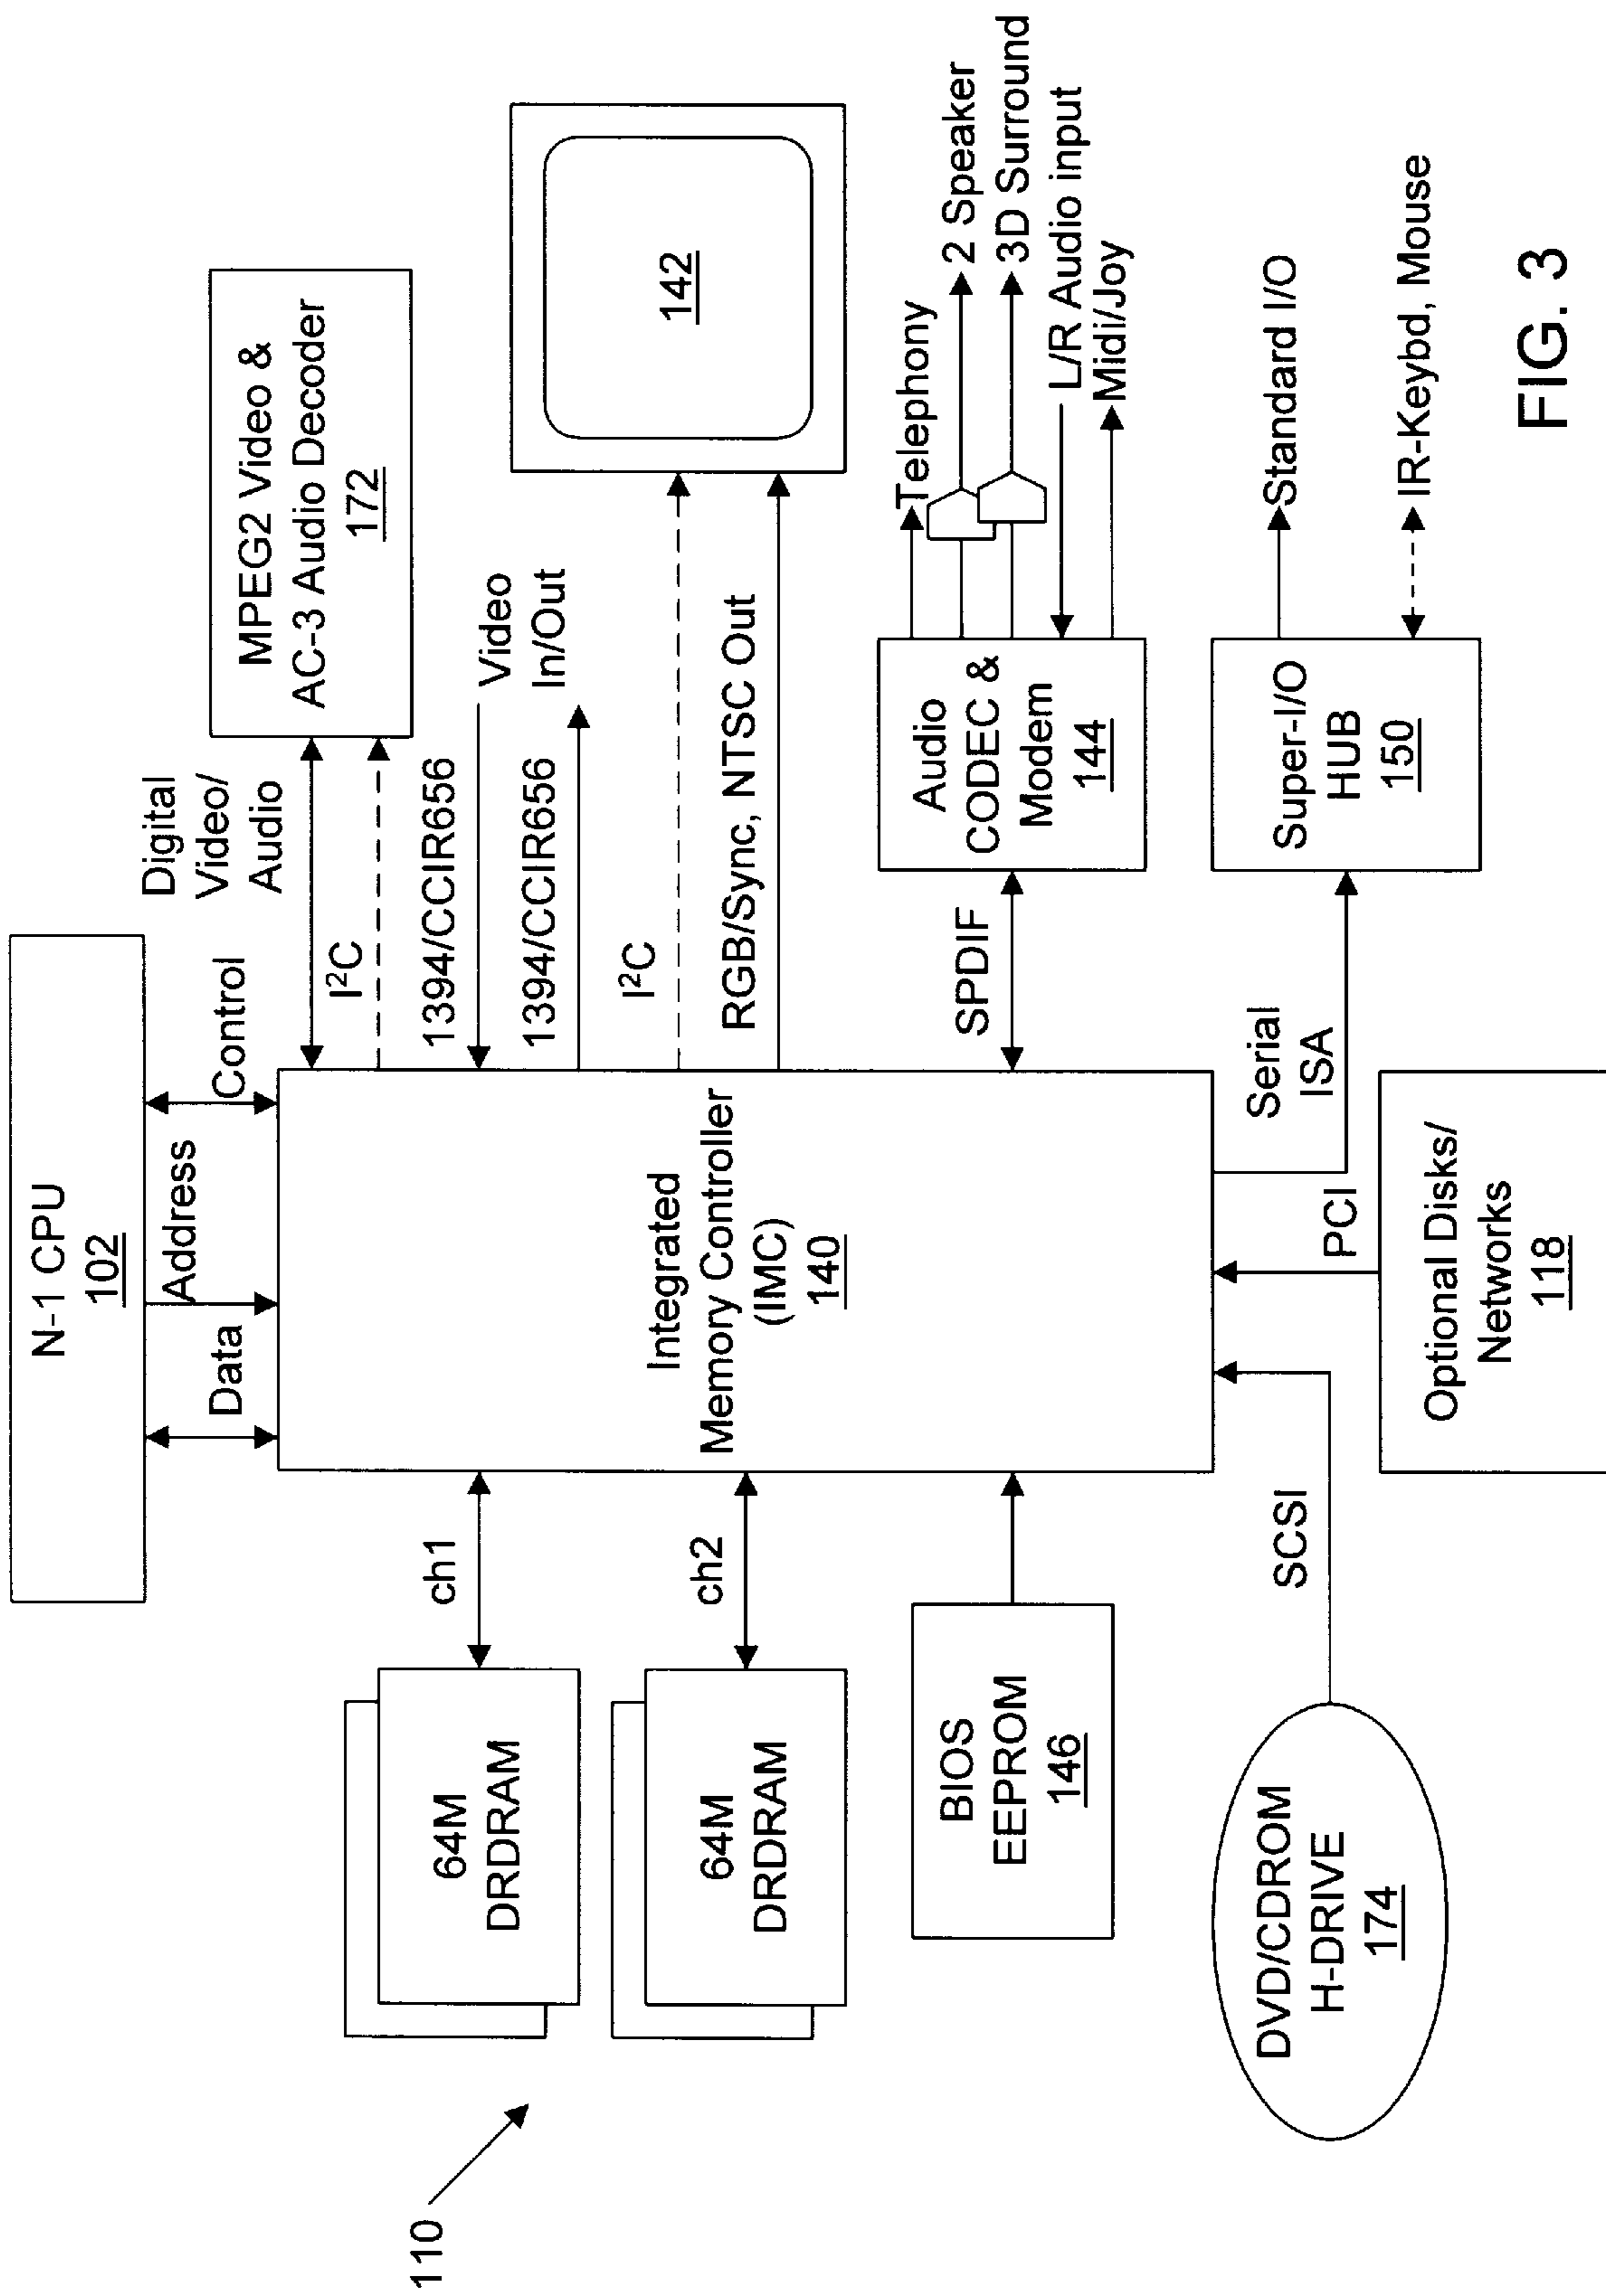 N-1 CPU
102
Data
Address
Control
Digital
Video/
Audio
I²C
MPEG2 Video &
AC-3 Audio Decoder
172
1394/CCIR656
Video
In/Out
1394/CCIR656
I²C
RGB/Sync, NTSC Out
142
110
64M
DRDRAM
ch1
64M
DRDRAM
ch2
Integrated
Memory Controller
(IMC)
140
BIOS
EEPROM
146
SPDIF
Audio
CODEC &
Modem
144
Telephony
2 Speaker
3D Surround
L/R Audio input
Midi/Joy
DVD/CDROM
H-DRIVE
174
SCSI
PCI
Serial
ISA
Super-I/O
HUB
150
Standard I/O
IR-Keybd, Mouse
Optional Disks/
Networks
118
FIG. 3